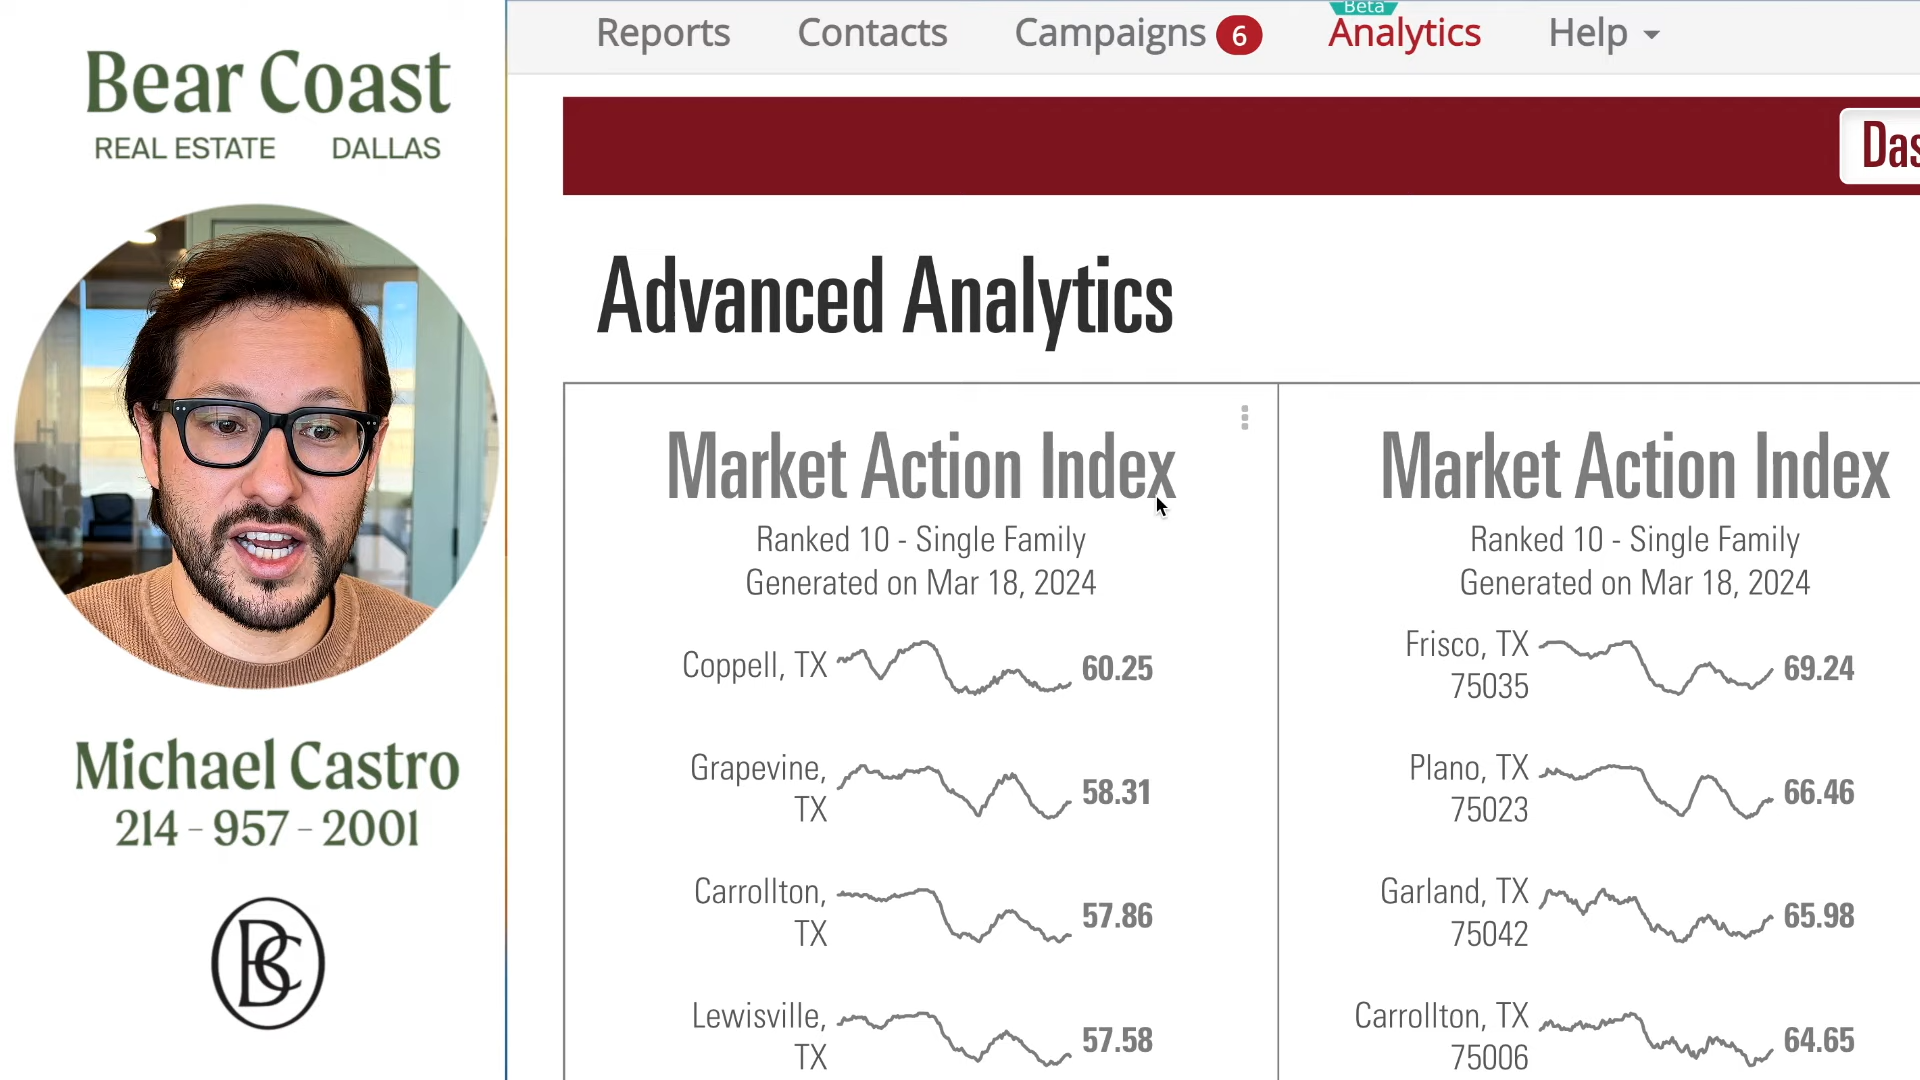 Bear Coast
REAL ESTATE DALLAS
Michael Castro
214 - 957 - 2001
BC
Reports Contacts Campaigns 6 Beta Analytics Help
Das
Advanced Analytics
Market Action Index
Ranked 10 - Single Family
Generated on Mar 18, 2024
Coppell, TX 60.25
Grapevine,
TX 58.31
Carrollton,
TX 57.86
Lewisville,
TX 57.58
Market Action Index
Ranked 10 - Single Family
Generated on Mar 18, 2024
Frisco, TX
75035 69.24
Plano, TX
75023 66.46
Garland, TX
75042 65.98
Carrollton, TX
75006 64.65